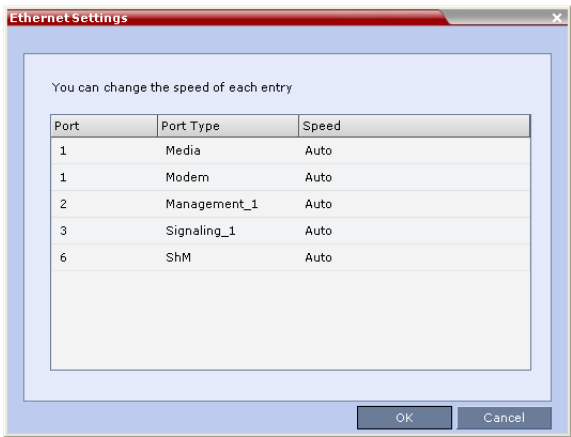 Ethernet Settings
You can change the speed of each entry
Port Port Type Speed
1 Media Auto
1 Modem Auto
2 Management_1 Auto
3 Signaling_1 Auto
6 ShM Auto
OK Cancel